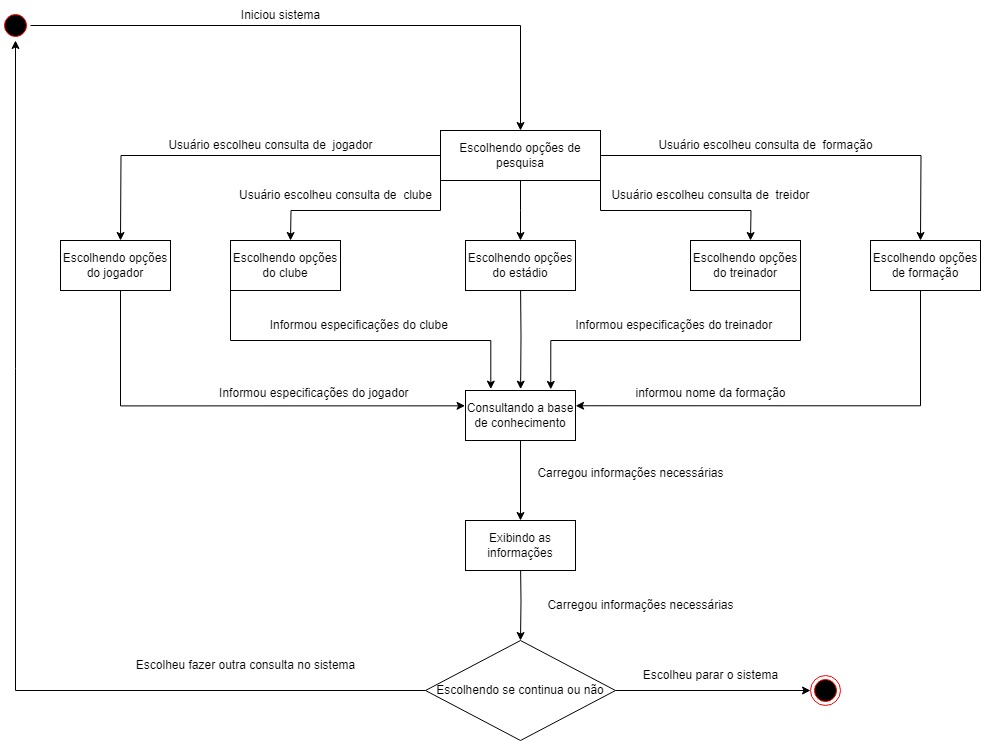 Iniciou sistema
Escolhendo opções de
pesquisa
Usuário escolheu consulta de  jogador
Usuário escolheu consulta de  formação
Usuário escolheu consulta de  clube
Usuário escolheu consulta de  treidor
Escolhendo opções
do jogador
Escolhendo opções
do clube
Escolhendo opções
do estádio
Escolhendo opções
do treinador
Escolhendo opções
de formação
Informou especificações do clube
Informou especificações do treinador
Informou especificações do jogador
informou nome da formação
Consultando a base
de conhecimento
Carregou informações necessárias
Exibindo as
informações
Carregou informações necessárias
Escolheu fazer outra consulta no sistema
Escolhendo se continua ou não
Escolheu parar o sistema